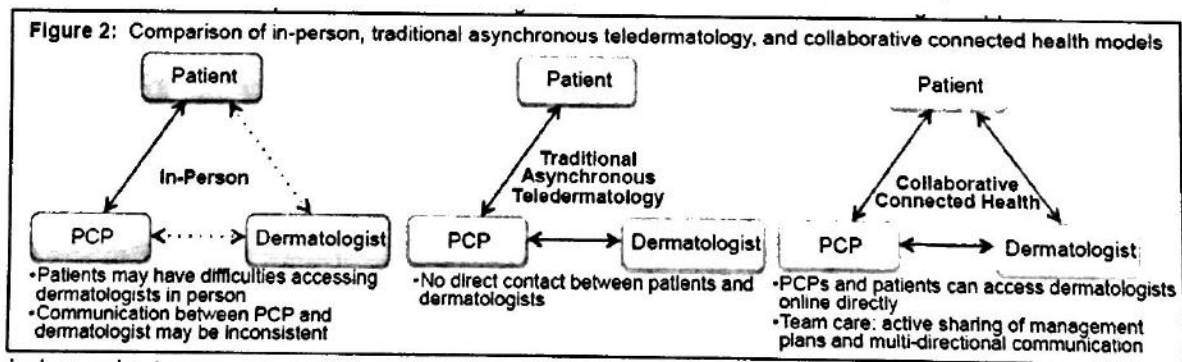 Figure 2: Comparison of in-person, traditional asynchronous teledermatology, and collaborative connected health models
Patient
In-Person
PCP
Dermatologist
•Patients may have difficulties accessing
dermatologists in person
•Communication between PCP and
dermatologist may be inconsistent
Patient
Traditional
Asynchronous
Teledermatology
PCP
Dermatologist
•No direct contact between patients and
dermatologists
Patient
Collaborative
Connected Health
PCP
Dermatologist
•PCPs and patients can access dermatologists
online directly
•Team care: active sharing of management
plans and multi-directional communication